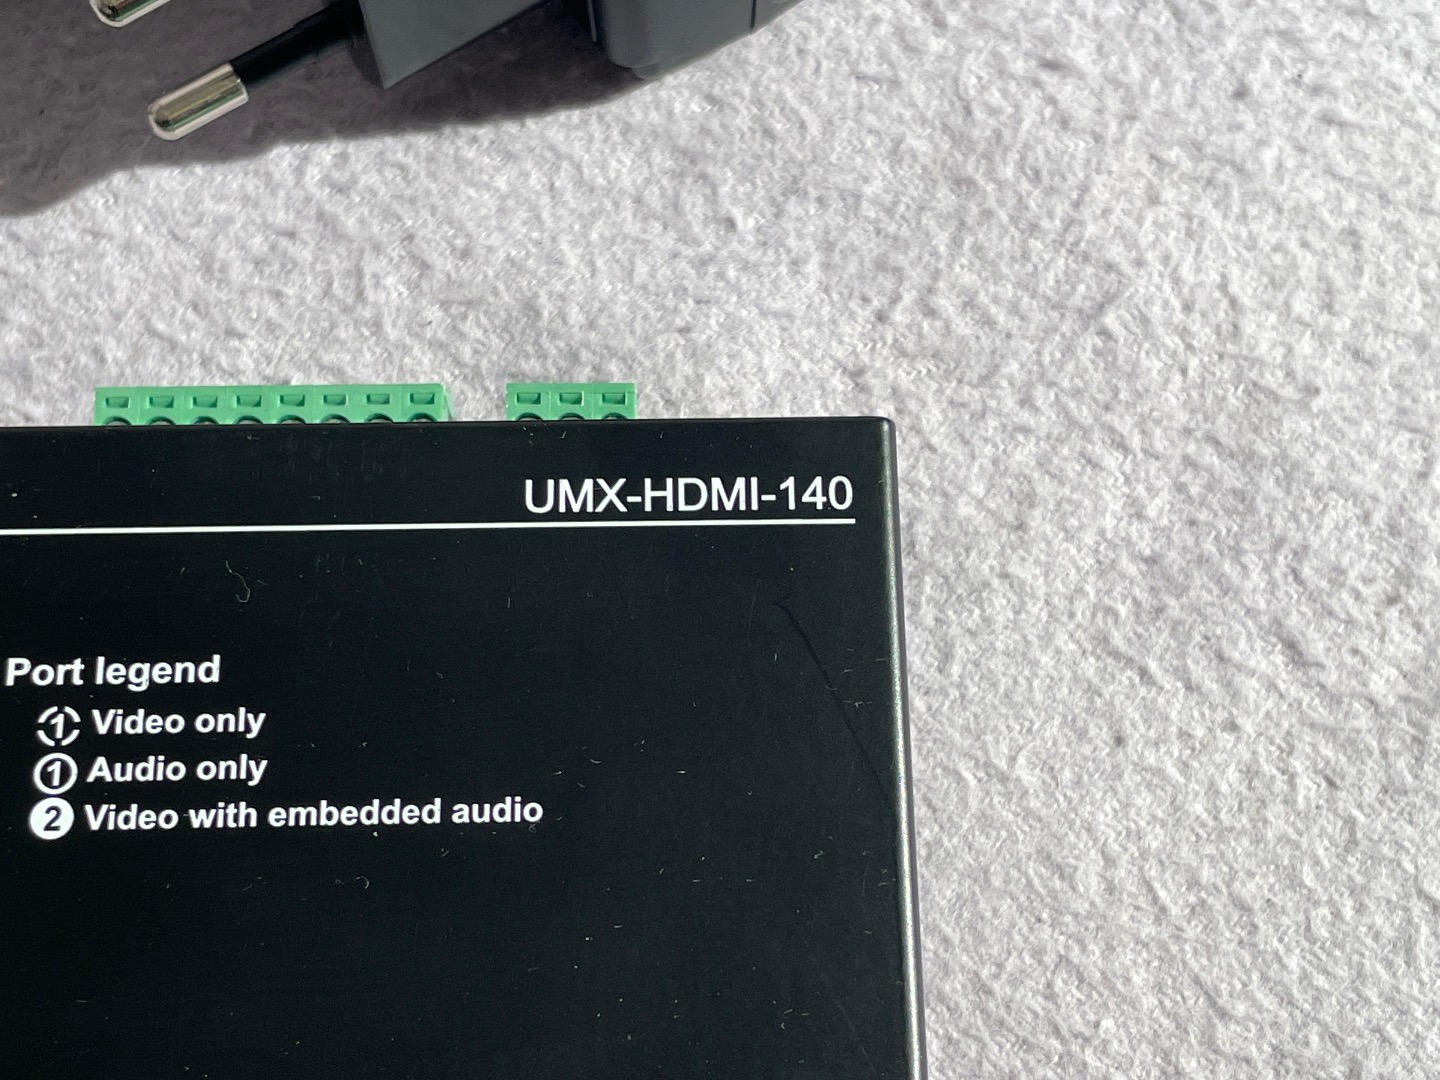 UMX-HDMI-140
Port legend
1 Video only
1 Audio only
2 Video with embedded audio